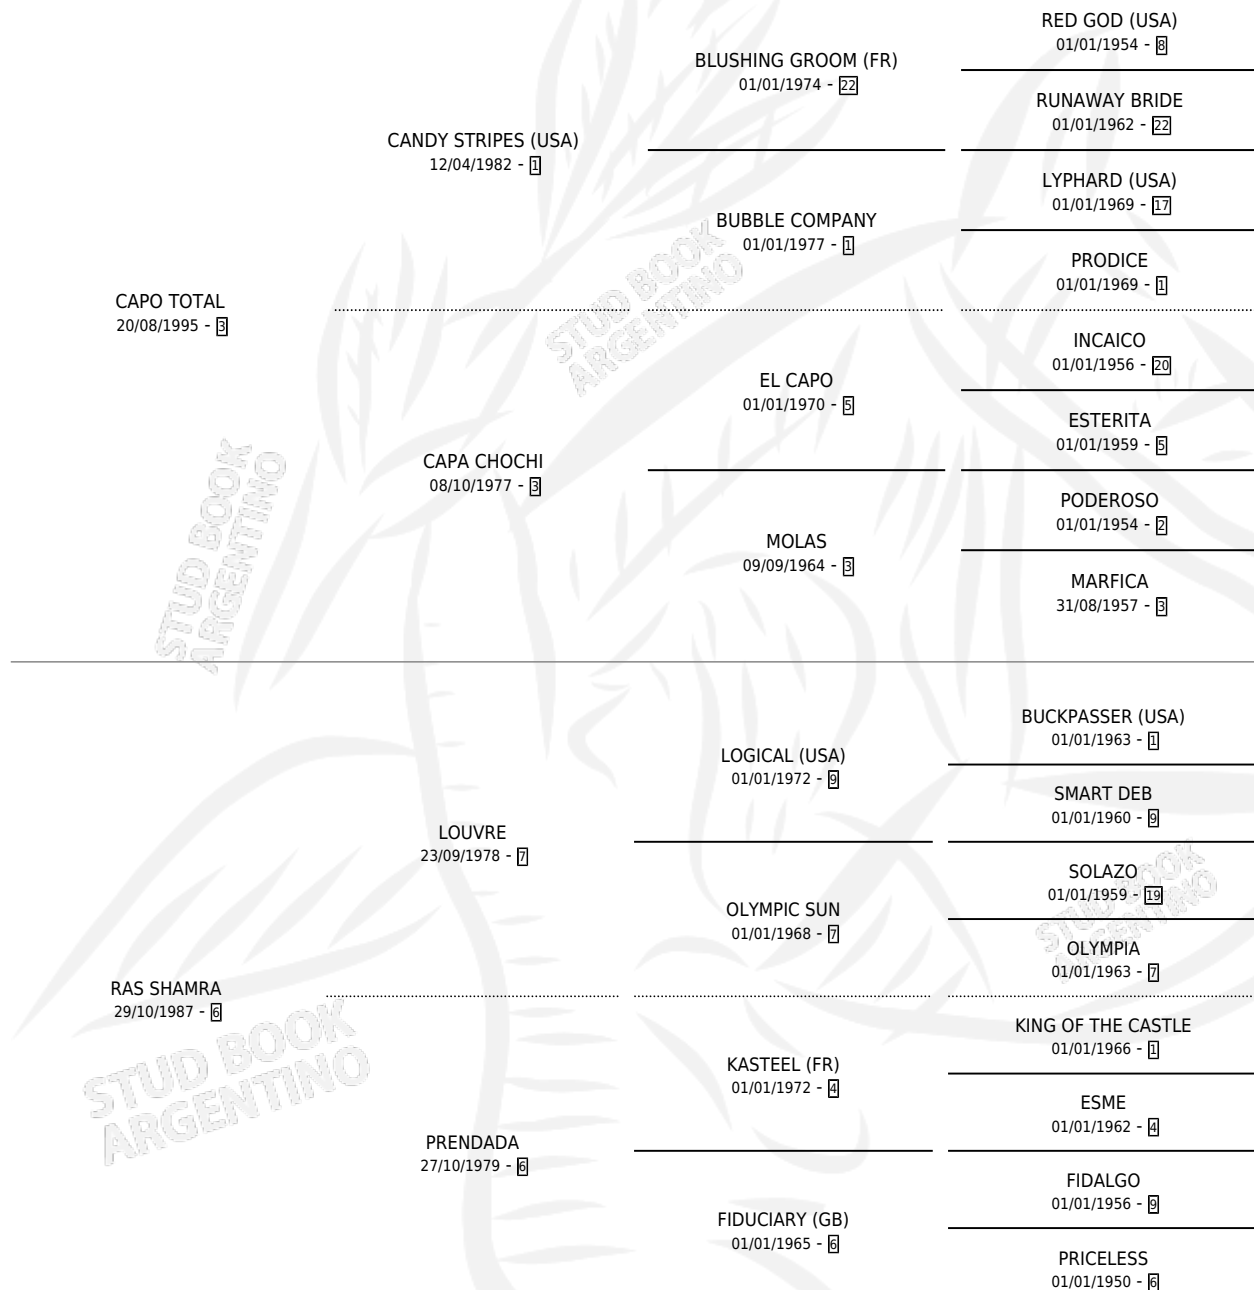 RED GOD (USA)
01/01/1954 - 8
BLUSHING GROOM (FR)
01/01/1974 - 22
RUNAWAY BRIDE
01/01/1962 - 22
CANDY STRIPES (USA)
12/04/1982 - 1
LYPHARD (USA)
01/01/1969 - 17
BUBBLE COMPANY
01/01/1977 - 1
PRODICE
01/01/1969 - 1
CAPO TOTAL
20/08/1995 - 3
INCAICO
01/01/1956 - 20
EL CAPO
01/01/1970 - 5
ESTERITA
01/01/1959 - 5
CAPA CHOCHI
08/10/1977 - 3
PODEROSO
01/01/1954 - 2
MOLAS
09/09/1964 - 3
MARFICA
31/08/1957 - 3
BUCKPASSER (USA)
01/01/1963 - 1
LOGICAL (USA)
01/01/1972 - 9
SMART DEB
01/01/1960 - 9
LOUVRE
23/09/1978 - 7
SOLAZO
01/01/1959 - 19
OLYMPIC SUN
01/01/1968 - 7
OLYMPIA
01/01/1963 - 7
RAS SHAMRA
29/10/1987 - 6
KING OF THE CASTLE
01/01/1966 - 1
KASTEEL (FR)
01/01/1972 - 4
ESME
01/01/1962 - 4
PRENDADA
27/10/1979 - 6
FIDALGO
01/01/1956 - 9
FIDUCIARY (GB)
01/01/1965 - 6
PRICELESS
01/01/1950 - 6
STUD BOOK
ARGENTINO
STUD BOOK
ARGENTINO
STUD BOOK
ARGENTINO
STUD BOOK
ARGENTINO